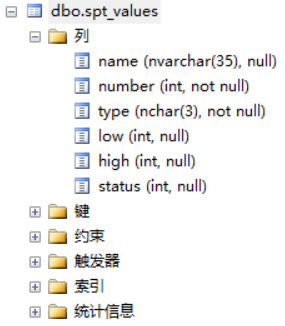 dbo.spt_values
列
name (nvarchar(35), null)
number (int, not null)
type (nchar(3), not null)
low (int, null)
high (int, null)
status (int, null)
键
约束
触发器
索引
统计信息